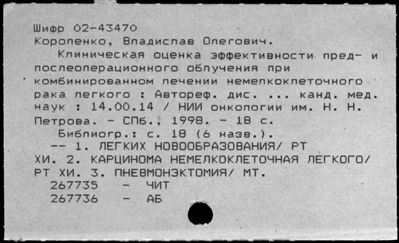 Шифр 02-43470
Короленко, Владислав Олегович.
Клиническая оценка эффективности пред- и
послеоперационного облучения при
комбинированном лечении немелкоклеточного
рака легкого : Автореф. дис. ... канд. мед.
наук : 14.00.14 / НИИ онкологии им. Н. Н.
Петрова. - СПб., 1998. - 18 с.
Библиогр.: с. 18 (6 назв.).
-- 1. ЛЕГКИХ НОВООБРАЗОВАНИЯ/ РТ
ХИ. 2. КАРЦИНОМА НЕМЕЛКОКЛЕТОЧНАЯ ЛЕГКОГО/
РТ ХИ. 3. ПНЕВМОНЭКТОМИЯ/ МТ.
267735 - ЧИТ
267736 - АБ